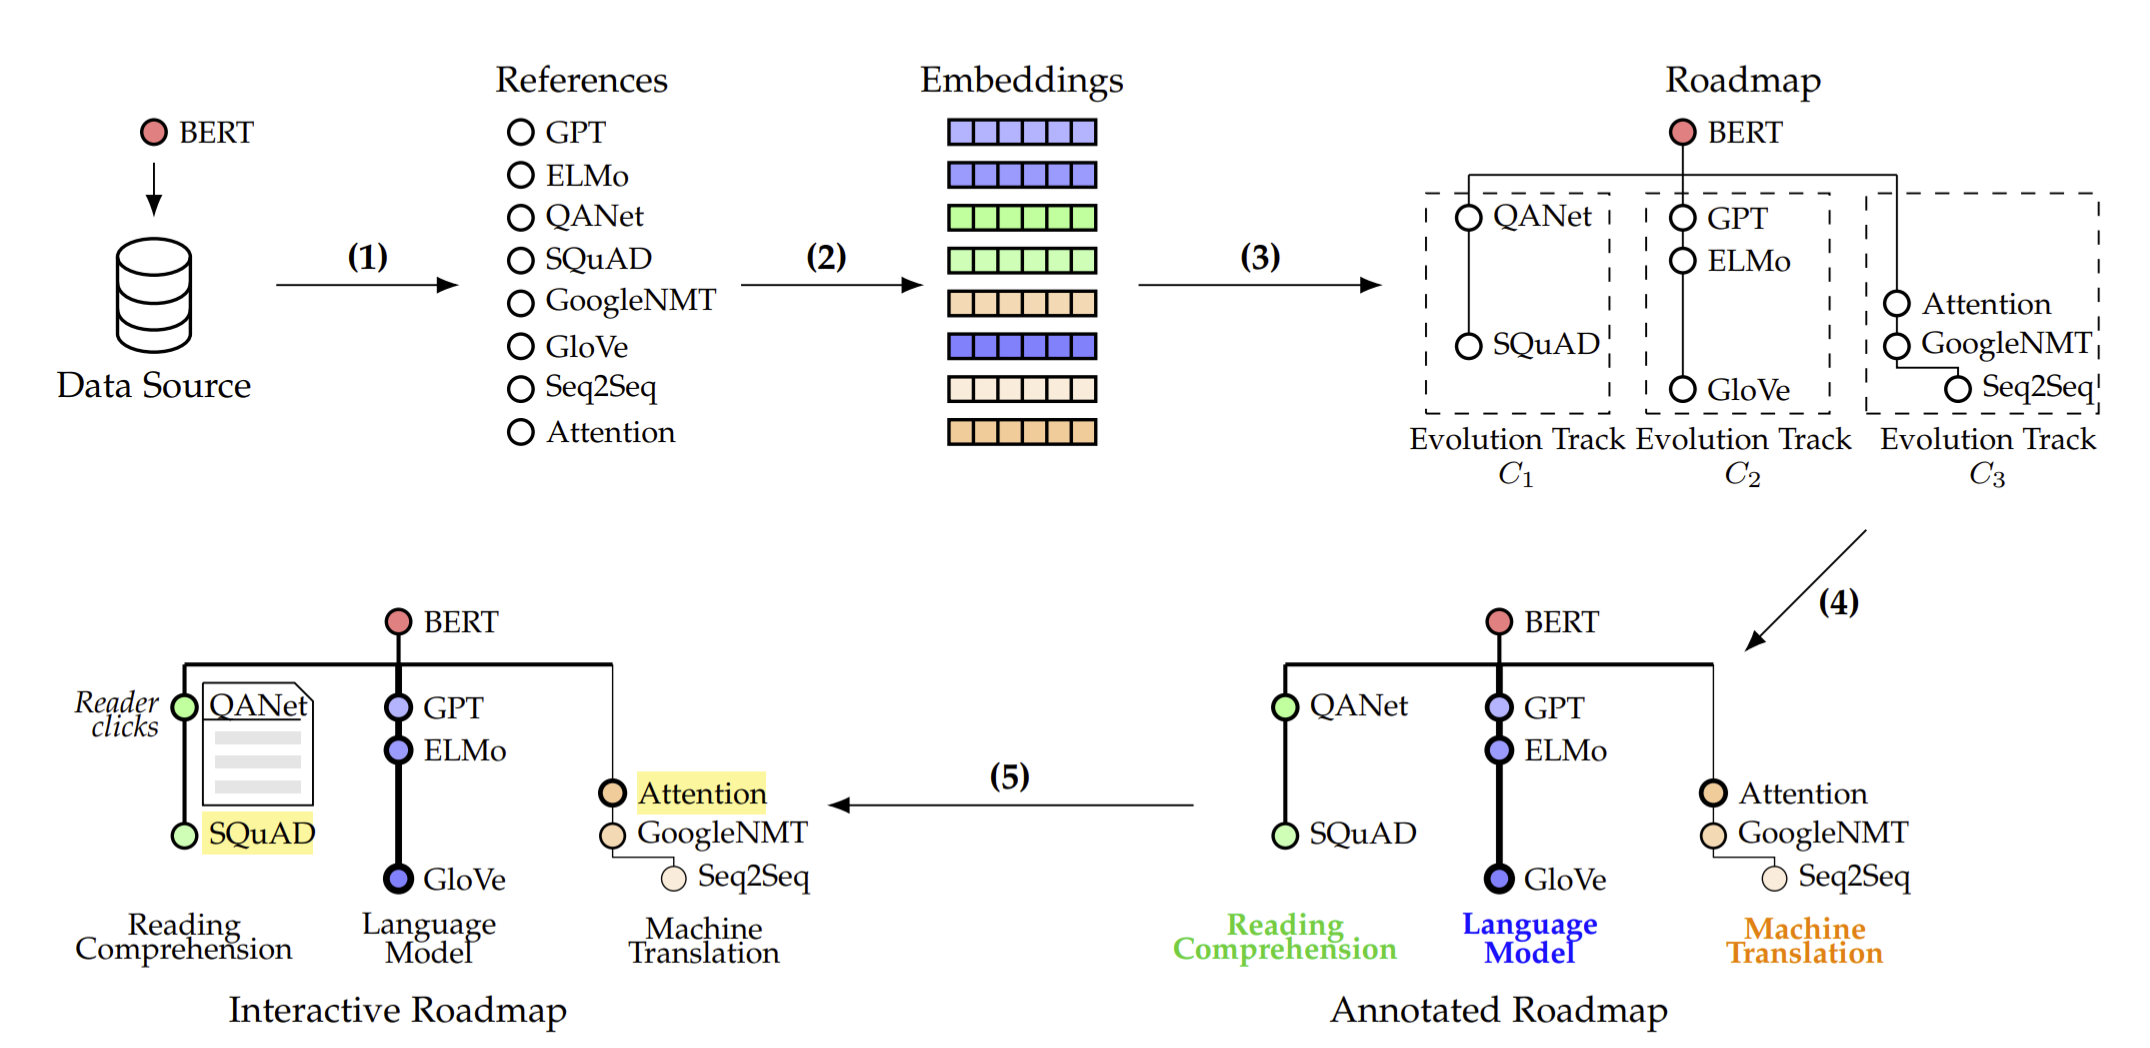 References
Embeddings
Roadmap
BERT
Data Source
(1)
GPT
ELMo
QANet
SQuAD
GoogleNMT
GloVe
Seq2Seq
Attention
(2)
(3)
BERT
QANet
SQuAD
Evolution Track
C1
GPT
ELMo
GloVe
Evolution Track
C2
Attention
GoogleNMT
Seq2Seq
Evolution Track
C3
(4)
BERT
QANet
SQuAD
Reading
Comprehension
GPT
ELMo
GloVe
Language
Model
Attention
GoogleNMT
Seq2Seq
Machine
Translation
Annotated Roadmap
(5)
BERT
Reader
clicks
QANet
SQuAD
Reading
Comprehension
GPT
ELMo
GloVe
Language
Model
Attention
GoogleNMT
Seq2Seq
Machine
Translation
Interactive Roadmap